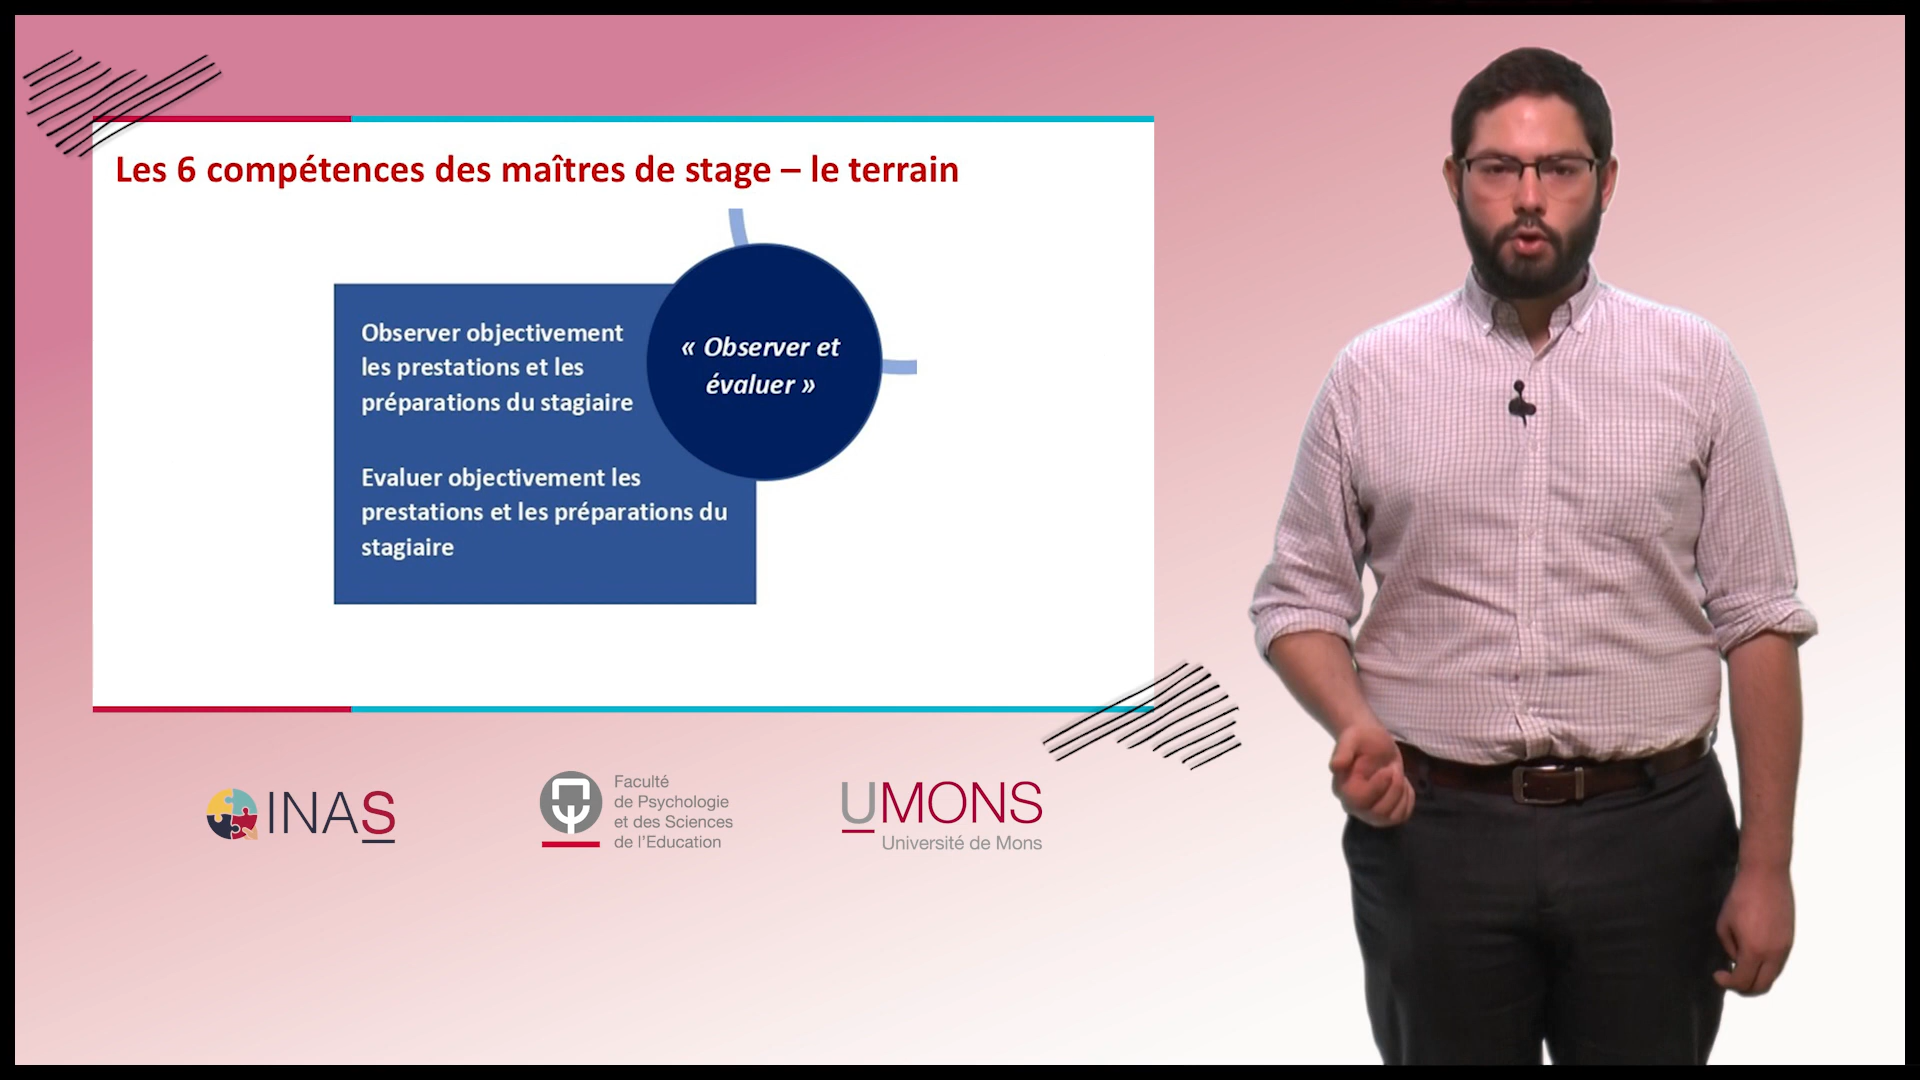 Les 6 compétences des maîtres de stage – le terrain
Observer objectivement
les prestations et les
préparations du stagiaire
« Observer et
évaluer »
Evaluer objectivement les
prestations et les préparations du
stagiaire
INAS
Faculté
de Psychologie
et des Sciences
de l'Education
UMONS
Université de Mons